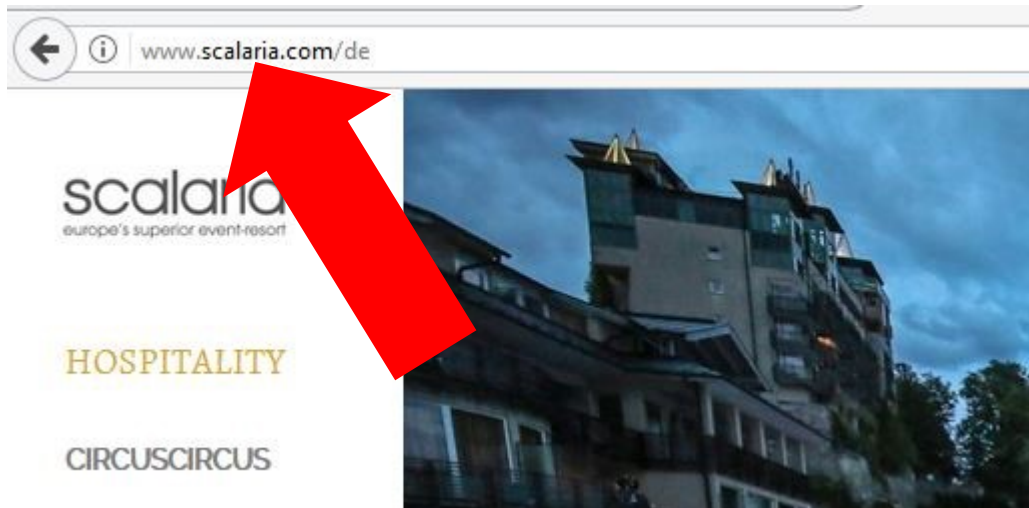 www.scalaria.com/de
scalaria
europe's superior event-resort
HOSPITALITY
CIRCUSCIRCUS